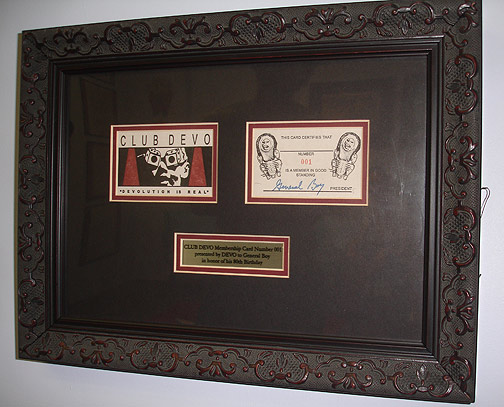 CLUB DEVO
"DEVOLUTION IS REAL"
THIS CARD CERTIFIES THAT
NUMBER
001
IS A MEMBER IN GOOD
STANDING
General Boy PRESIDENT
CLUB DEVO Membership Card Number 001
presented by DEVO to General Boy
in honor of his 80th Birthday